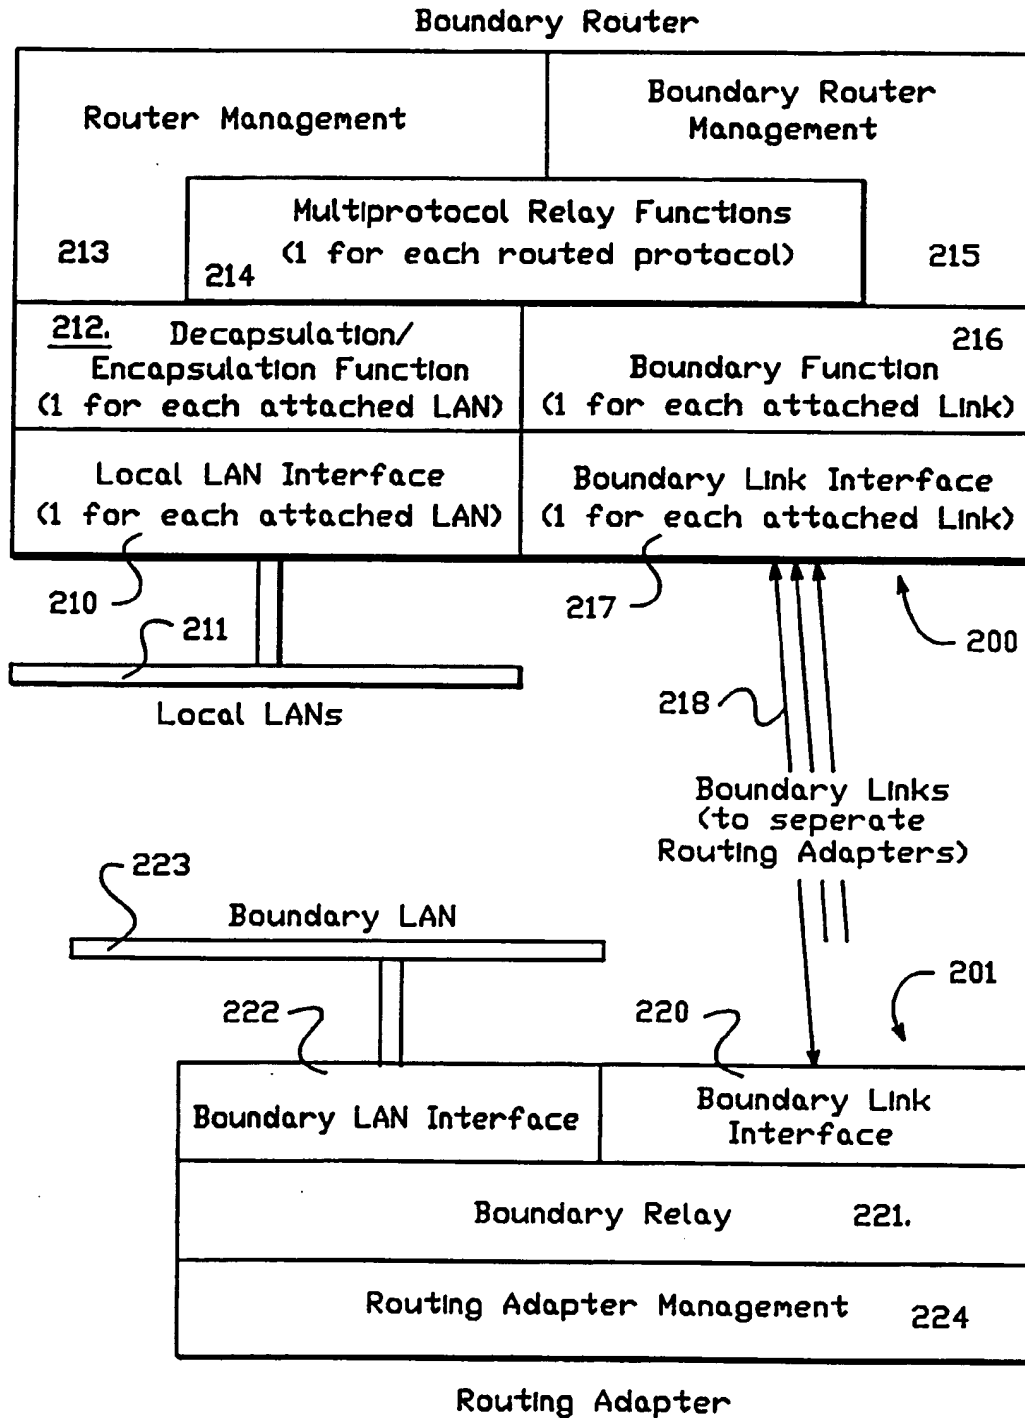 Boundary Router
Router Management
Boundary Router
Management
Multiprotocol Relay Functions
(1 for each routed protocol)
213
214
215
212. Decapsulation/
Encapsulation Function
(1 for each attached LAN)
216
Boundary Function
(1 for each attached Link)
Local LAN Interface
(1 for each attached LAN)
Boundary Link Interface
(1 for each attached Link)
210
217
211
200
Local LANs
218
Boundary Links
(to seperate
Routing Adapters)
223
Boundary LAN
201
222
220
Boundary LAN Interface
Boundary Link
Interface
Boundary Relay 221.
Routing Adapter Management 224
Routing Adapter